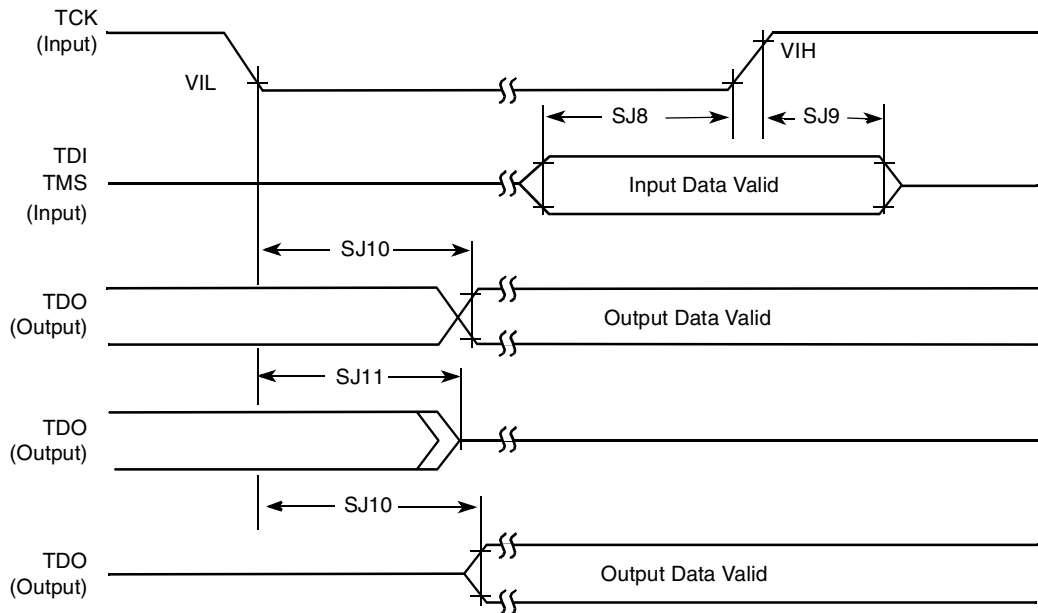 TCK
(Input)
VIL
VIH
SJ8
SJ9
TDI
TMS
(Input)
Input Data Valid
SJ10
TDO
(Output)
Output Data Valid
SJ11
TDO
(Output)
SJ10
TDO
(Output)
Output Data Valid